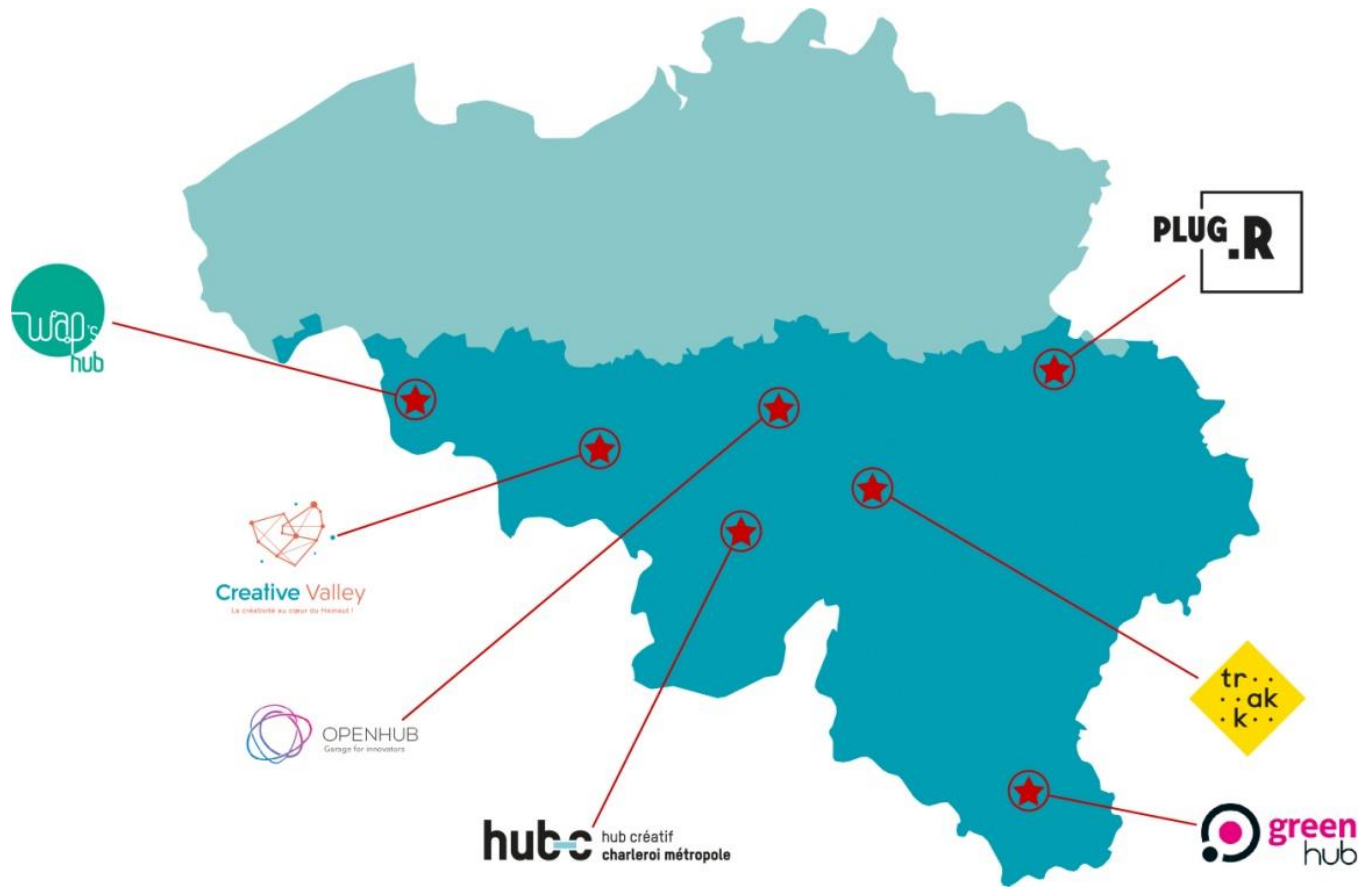 PLUG.R
wap's
hub
Creative Valley
La créativité au cœur du Hainaut !
OPENHUB
Garage for innovators
tr..
..ak
k..
hub-c hub créatif
charleroi métropole
green
hub